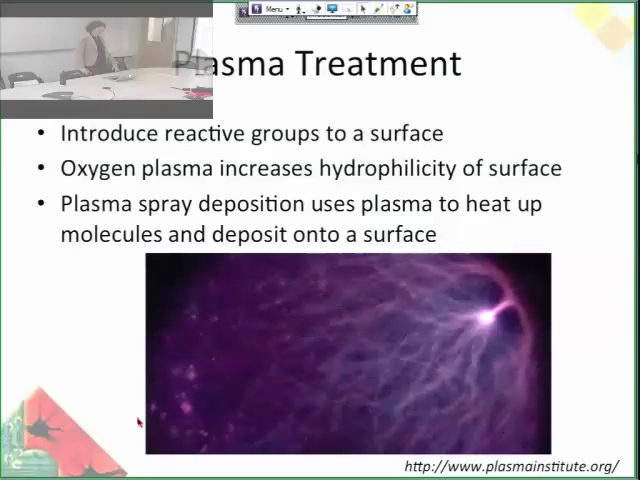 Menu
Plasma Treatment
• Introduce reactive groups to a surface
• Oxygen plasma increases hydrophilicity of surface
• Plasma spray deposition uses plasma to heat up
molecules and deposit onto a surface
http://www.plasmainstitute.org/